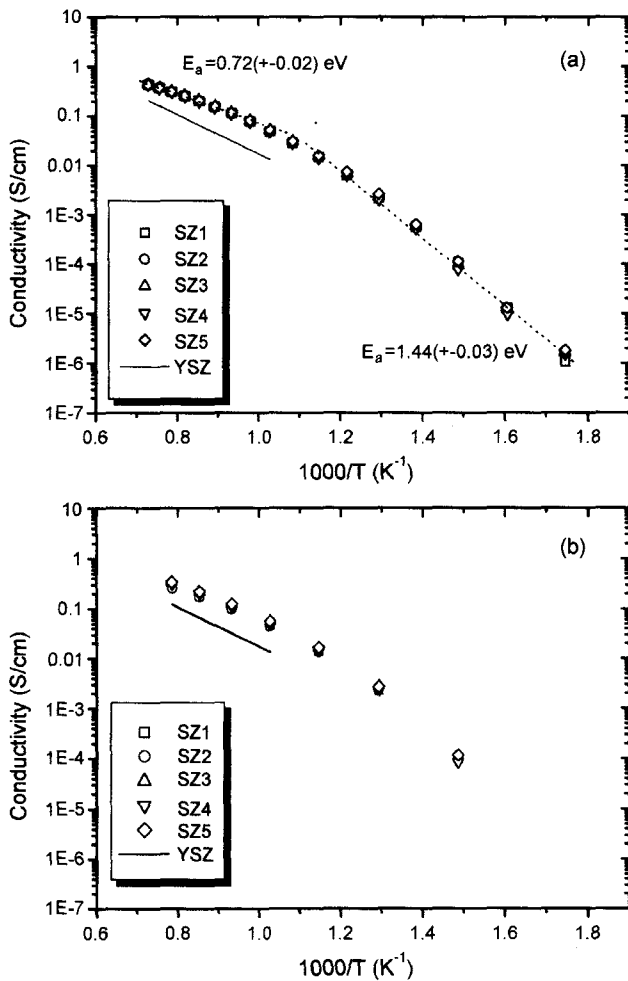 10
1
0.1
0.01
1E-3
1E-4
1E-5
1E-6
1E-7
Conductivity (S/cm)
Eₐ=0.72(+-0.02) eV
(a)
SZ1
SZ2
SZ3
SZ4
SZ5
YSZ
Eₐ=1.44(+-0.03) eV
0.6 0.8 1.0 1.2 1.4 1.6 1.8
1000/T (K⁻¹)
10
1
0.1
0.01
1E-3
1E-4
1E-5
1E-6
1E-7
Conductivity (S/cm)
(b)
SZ1
SZ2
SZ3
SZ4
SZ5
YSZ
0.6 0.8 1.0 1.2 1.4 1.6 1.8
1000/T (K⁻¹)